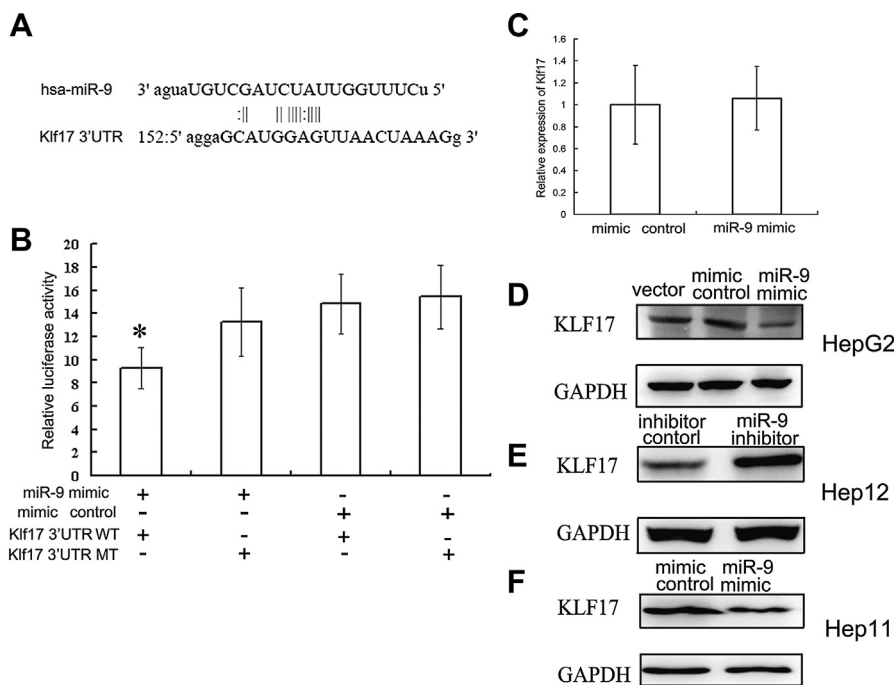 A
hsa-miR-9 3' aguaUGUCGAUCUAUUGGUUUCu 5'
:|| || ||||:||||
Klf17 3'UTR 152:5' aggaGCAUGGAGUUAACUAAAGg 3'
B
Relative luciferase activity
20
18
16
14
12
10
8
6
4
2
0
*
miR-9 mimic + + - -
mimic control - - + +
Klf17 3'UTR WT + - + -
Klf17 3'UTR MT - + - +
C
Relative expression of Klf17
1.6
1.4
1.2
1
0.8
0.6
0.4
0.2
0
mimic control miR-9 mimic
D
vector mimic control miR-9 mimic
KLF17
HepG2
GAPDH
E
inhibitor contorl miR-9 inhibitor
KLF17
Hep12
GAPDH
F
mimic control miR-9 mimic
KLF17
Hep11
GAPDH